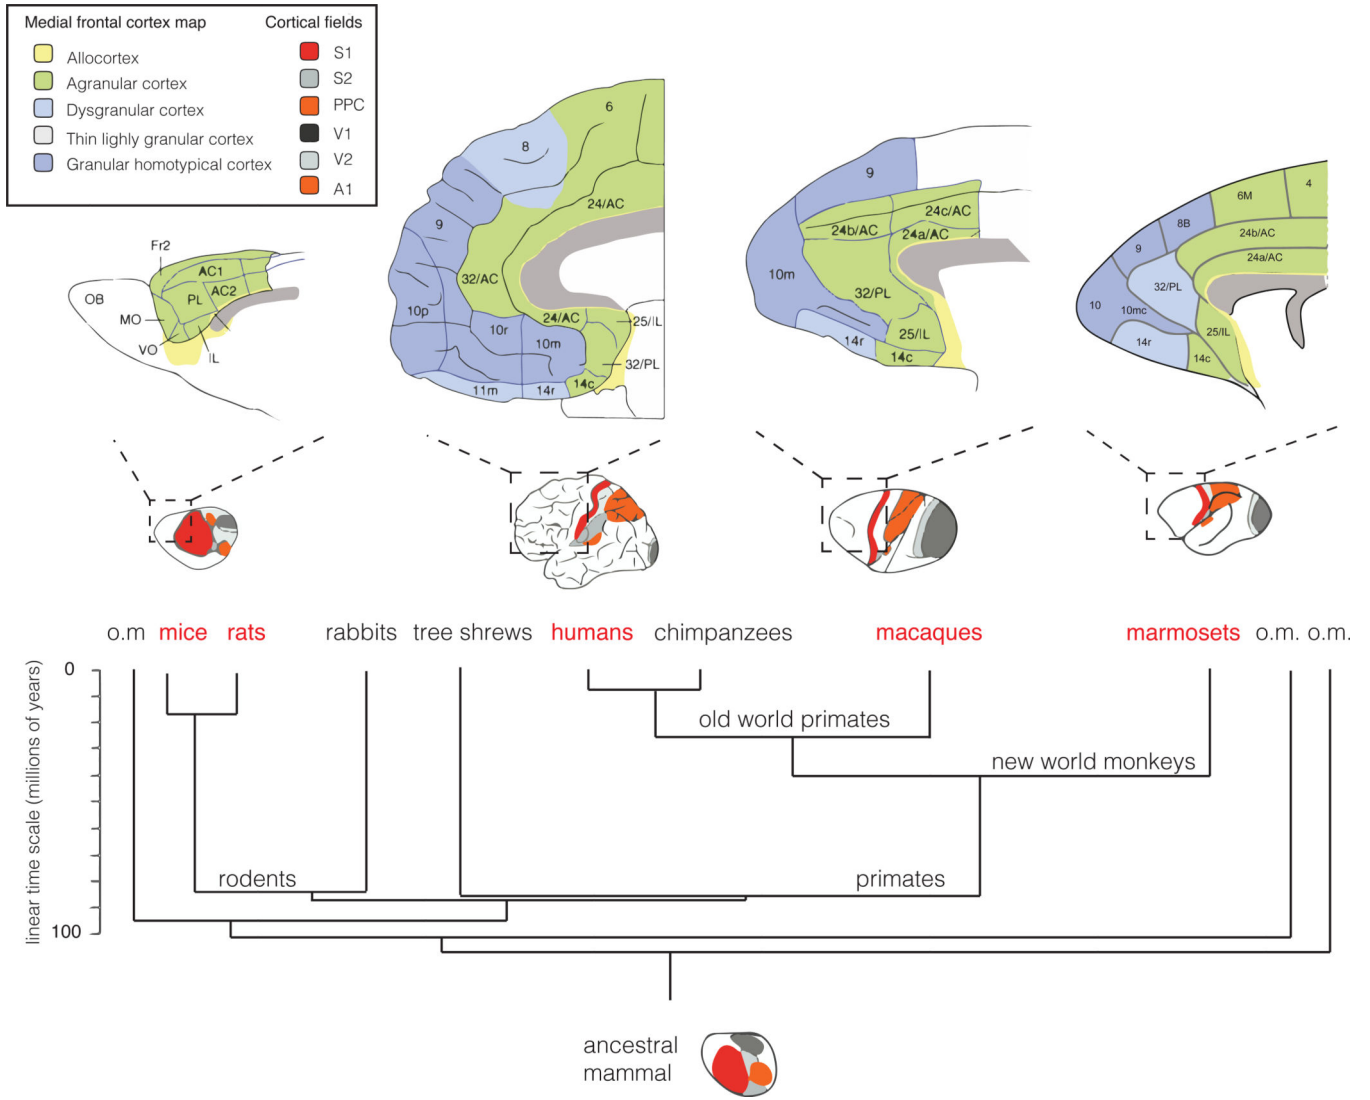 Medial frontal cortex map
Allocortex
Agranular cortex
Dysgranular cortex
Thin lighly granular cortex
Granular homotypical cortex
Cortical fields
S1
S2
PPC
V1
V2
A1
OB
Fr2
AC1
AC2
PL
MO
VO
IL
6
8
9
24/AC
32/AC
10p
10r
24/AC
25/IL
10m
32/PL
11m
14r
14c
9
24c/AC
24b/AC
24a/AC
10m
32/PL
25/IL
14r
14c
4
6M
8B
9
24b/AC
24a/AC
32/PL
10
10mc
25/IL
14r
14c
o.m
mice
rats
rabbits
tree shrews
humans
chimpanzees
macaques
marmosets
o.m.
o.m.
linear time scale (millions of years)
0
100
old world primates
new world monkeys
rodents
primates
ancestral
mammal